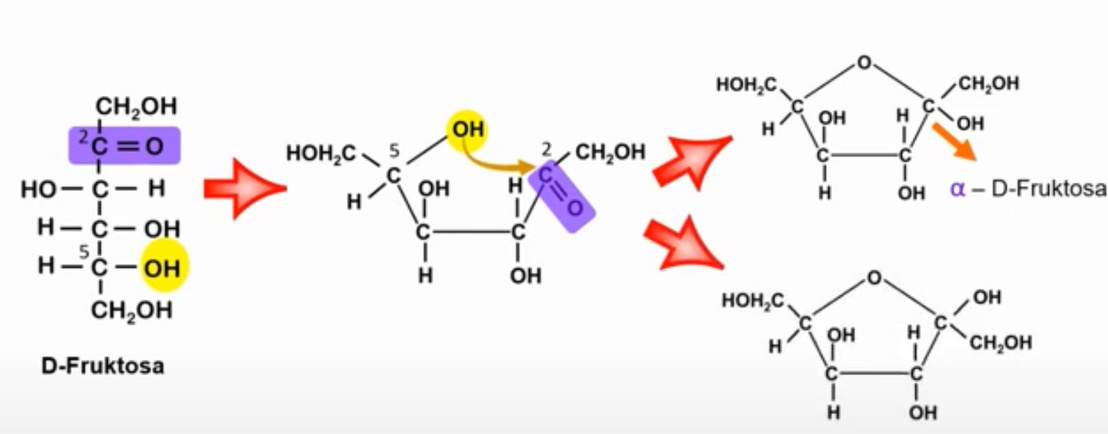 CH₂OH
²C = O
HO – C – H
H – C – OH
H – ⁵C – OH
CH₂OH
D-Fruktosa
OH
HOH₂C 5 2 CH₂OH
C C
H OH H O
C C
H OH
O
HOH₂C CH₂OH
C C
H OH H OH
C C
H OH
α – D-Fruktosa
O
HOH₂C OH
C C
H OH H CH₂OH
C C
H OH